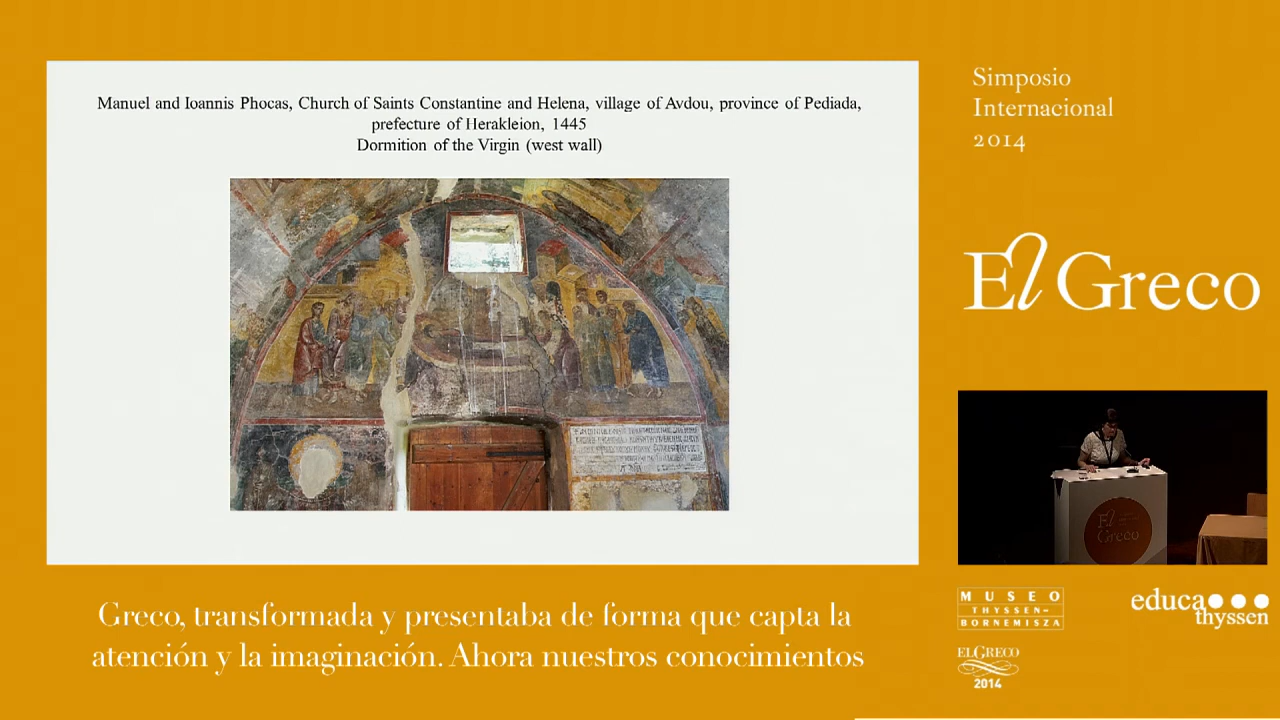 Manuel and Ioannis Phocas, Church of Saints Constantine and Helena, village of Avdou, province of Pediada,
prefecture of Herakleion, 1445
Dormition of the Virgin (west wall)
Simposio
Internacional
2014
El Greco
El
Greco
Greco, transformada y presentaba de forma que capta la
atención y la imaginación. Ahora nuestros conocimientos
MUSEO
THYSSEN-
BORNEMISZA
educa
thyssen
ELGRECO
2014